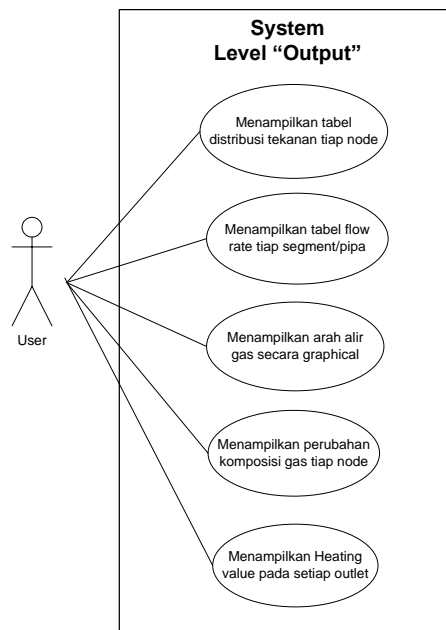 System
Level “Output”
Menampilkan tabel
distribusi tekanan tiap node
Menampilkan tabel flow
rate tiap segment/pipa
User
Menampilkan arah alir
gas secara graphical
Menampilkan perubahan
komposisi gas tiap node
Menampilkan Heating
value pada setiap outlet